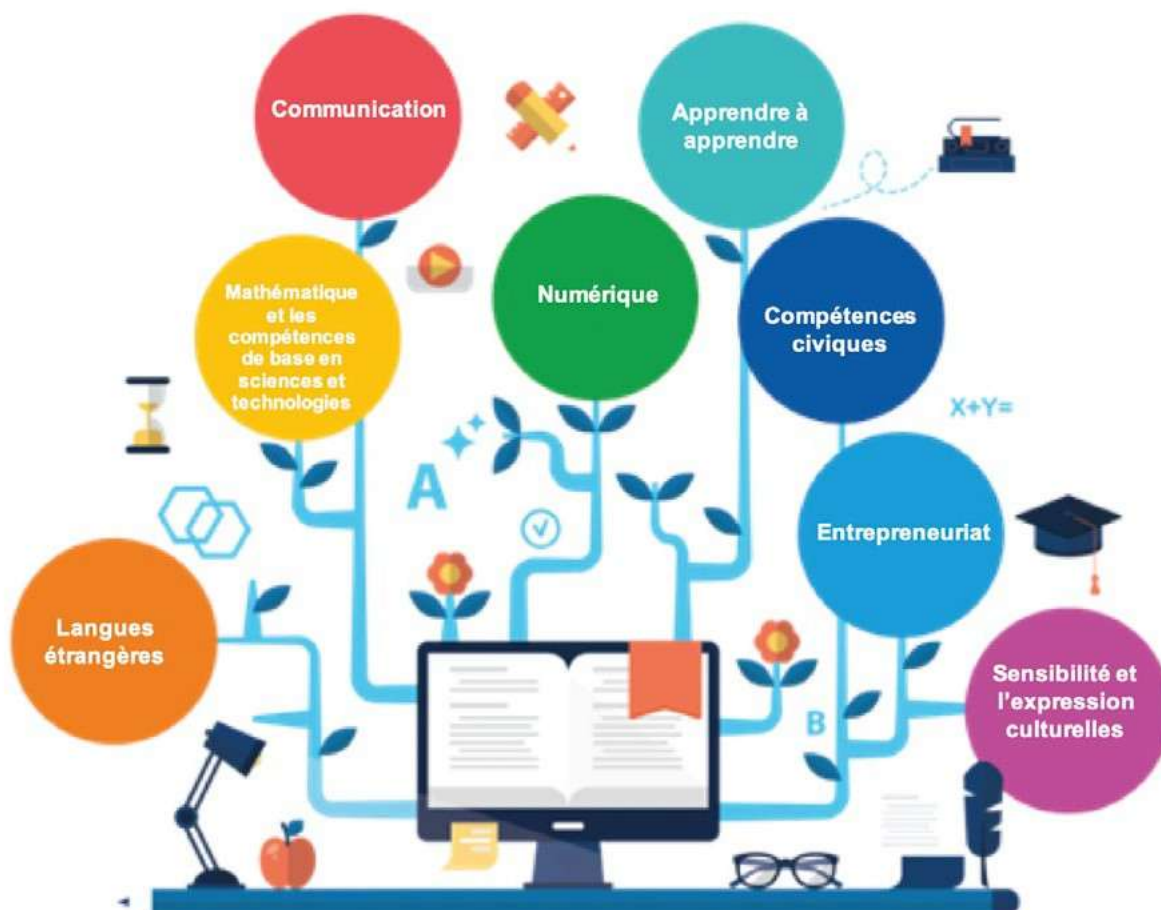 Communication
Apprendre à
apprendre
Mathématique
et les
compétences
de base en
sciences et
technologies
Numérique
Compétences
civiques
X+Y=
A
Entrepreneuriat
Langues
étrangères
Sensibilité et
l'expression
culturelles
B